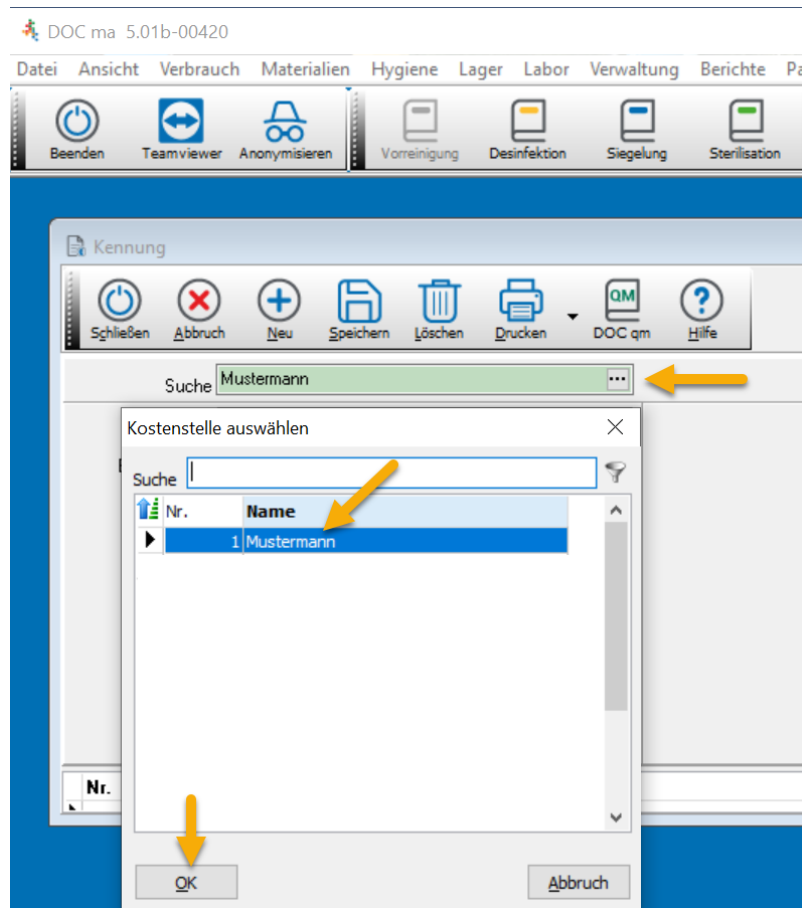 DOC ma 5.01b-00420
Datei Ansicht Verbrauch Materialien Hygiene Lager Labor Verwaltung Berichte
Beenden Teamviewer Anonymisieren Vorreinigung Desinfektion Siegelung Sterilisation
Kennung
QM
Schließen Abbruch Neu Speichern Löschen Drucken DOC qm Hilfe
Suche Mustermann ...
Kostenstelle auswählen
Suche
Nr. Name
1 Mustermann
Nr.
OK Abbruch